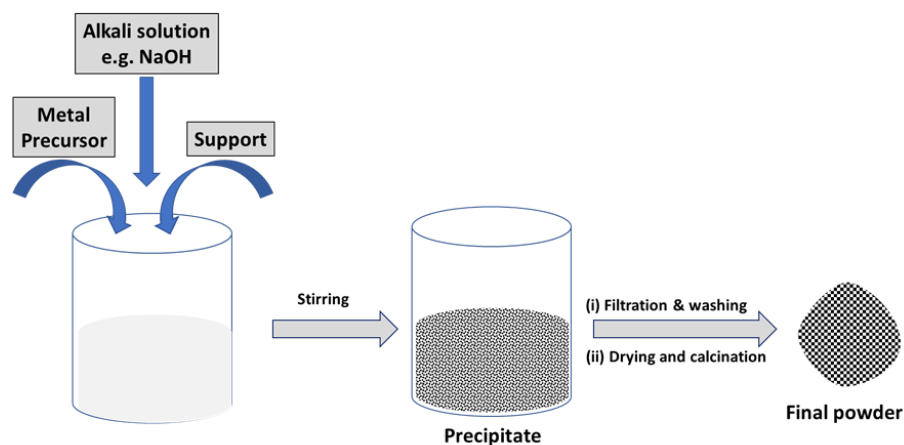 Alkali solution
e.g. NaOH
Metal
Precursor
Support
Stirring
(i) Filtration & washing
(ii) Drying and calcination
Precipitate
Final powder